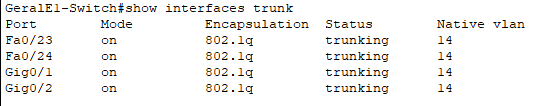 GeralE1-Switch#show interfaces trunk
Port Mode Encapsulation Status Native vlan
Fa0/23 on 802.1q trunking 14
Fa0/24 on 802.1q trunking 14
Gig0/1 on 802.1q trunking 14
Gig0/2 on 802.1q trunking 14